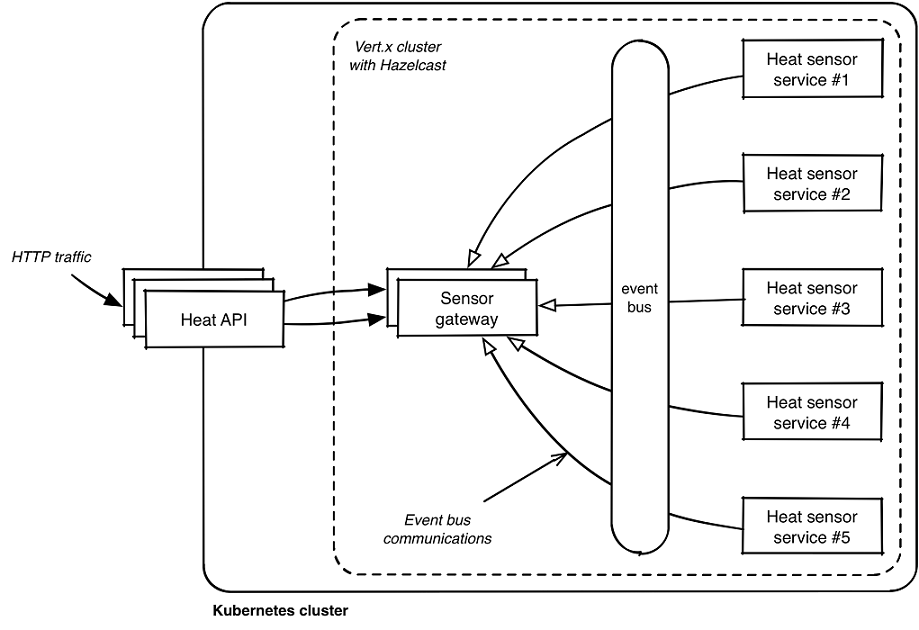 Vert.x cluster
with Hazelcast
Heat sensor
service #1
Heat sensor
service #2
HTTP traffic
Heat API
Sensor
gateway
event
bus
Heat sensor
service #3
Heat sensor
service #4
Event bus
communications
Heat sensor
service #5
Kubernetes cluster